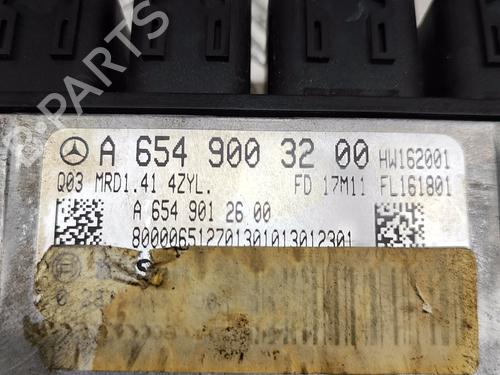 A 654 900 32 00 HW162001
Q03 MRD1.41 4ZYL. FD 17M11 FL161801
A 654 901 26 00
800006512701301013012301
B-Parts